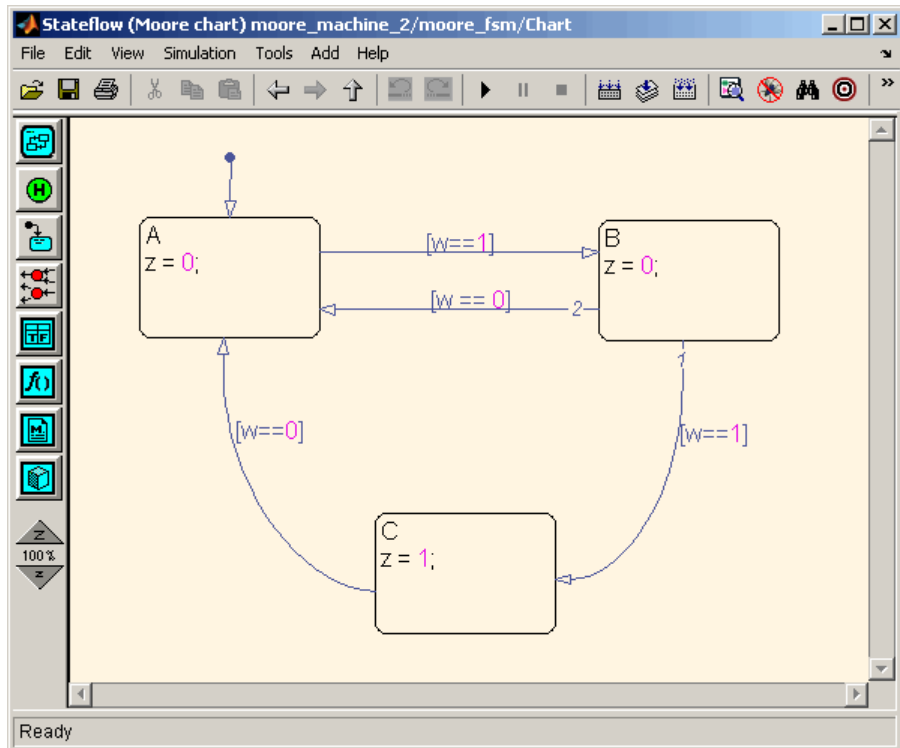 Stateflow (Moore chart) moore_machine_2/moore_fsm/Chart
File Edit View Simulation Tools Add Help
»
H
A
z = 0;
[w==1]
B
z = 0;
[w == 0]
2
1
TF
f()
M
[w==0]
[w==1]
C
z = 1;
Z
100%
z
Ready